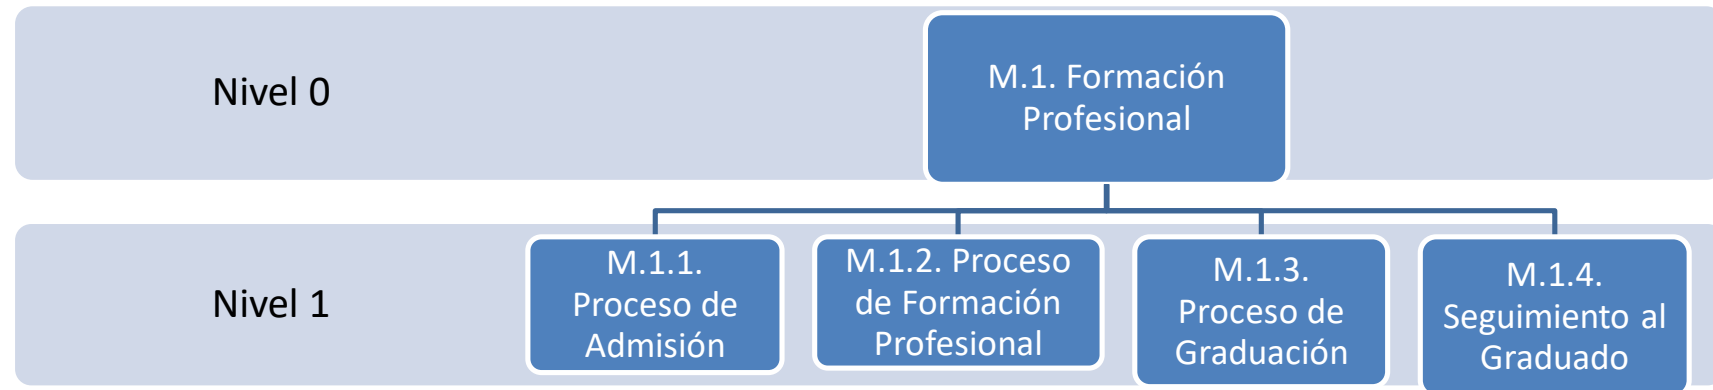 Nivel 0
M.1. Formación
Profesional
Nivel 1
M.1.1.
Proceso de
Admisión
M.1.2. Proceso
de Formación
Profesional
M.1.3.
Proceso de
Graduación
M.1.4.
Seguimiento al
Graduado